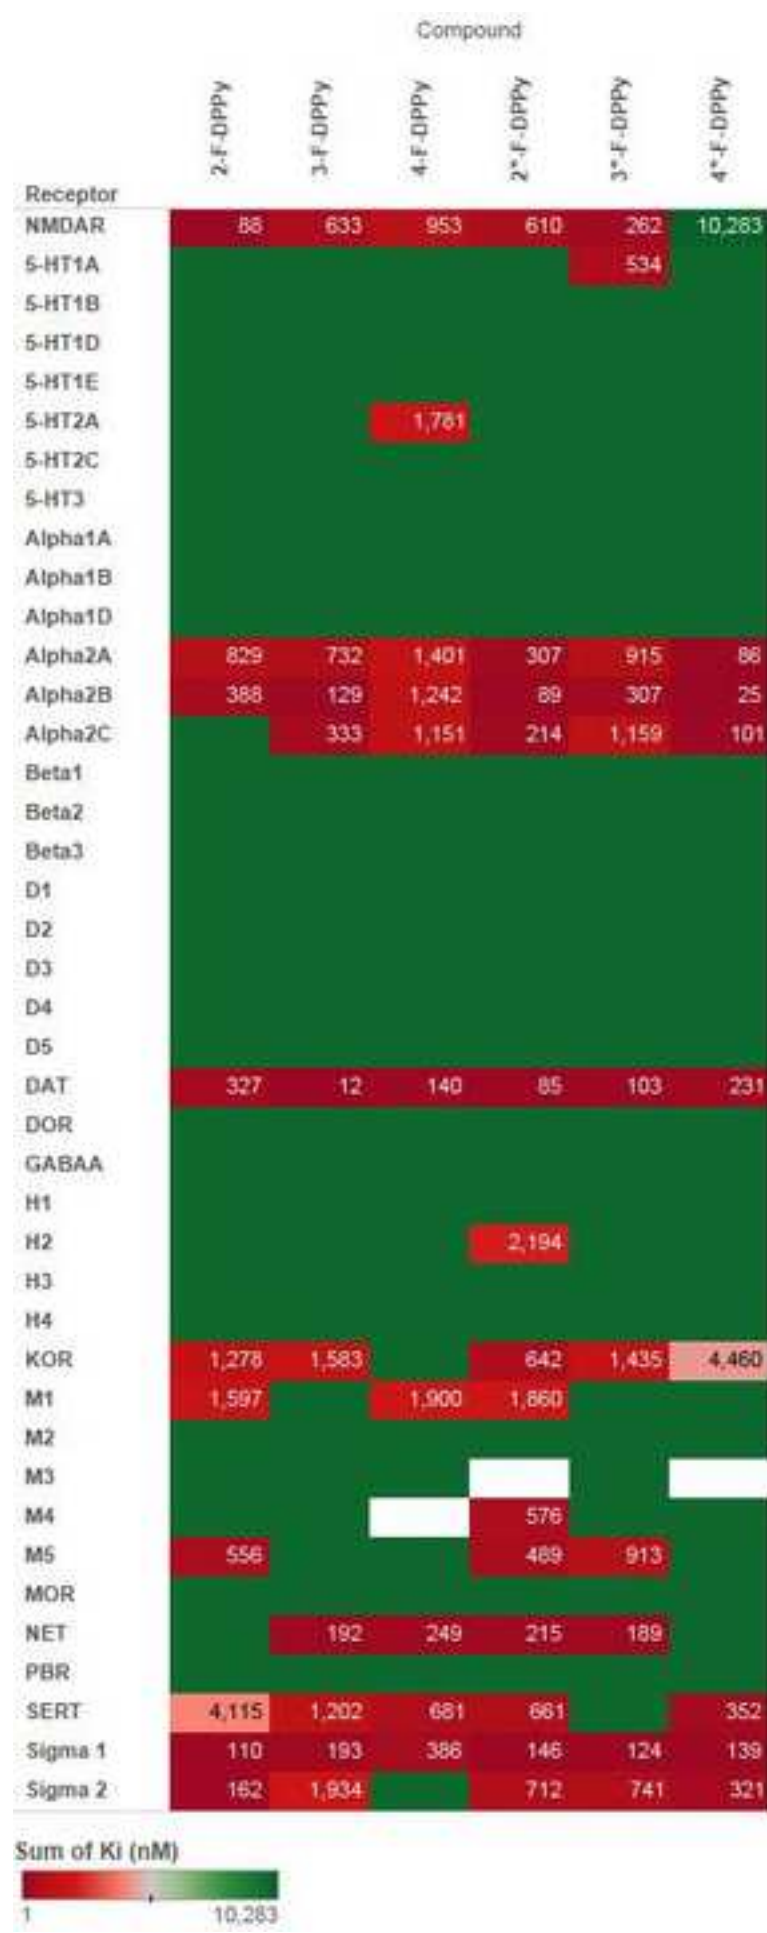 Compound
2-F-DPPy 3-F-DPPy 4-F-DPPy 2"-F-DPPy 3"-F-DPPy 4"-F-DPPy
Receptor
NMDAR 88 633 953 610 262 10,283
5-HT1A 534
5-HT1B
5-HT1D
5-HT1E
5-HT2A 1,781
5-HT2C
5-HT3
Alpha1A
Alpha1B
Alpha1D
Alpha2A 829 732 1,401 307 915 86
Alpha2B 388 129 1,242 89 307 25
Alpha2C 333 1,151 214 1,159 101
Beta1
Beta2
Beta3
D1
D2
D3
D4
D5
DAT 327 12 140 85 103 231
DOR
GABAA
H1
H2 2,194
H3
H4
KOR 1,278 1,583 642 1,435 4,460
M1 1,597 1,900 1,860
M2
M3
M4 576
M5 556 489 913
MOR
NET 192 249 215 189
PBR
SERT 4,115 1,202 681 661 352
Sigma 1 110 193 386 146 124 139
Sigma 2 162 1,934 712 741 321
Sum of Ki (nM)
1 10,283